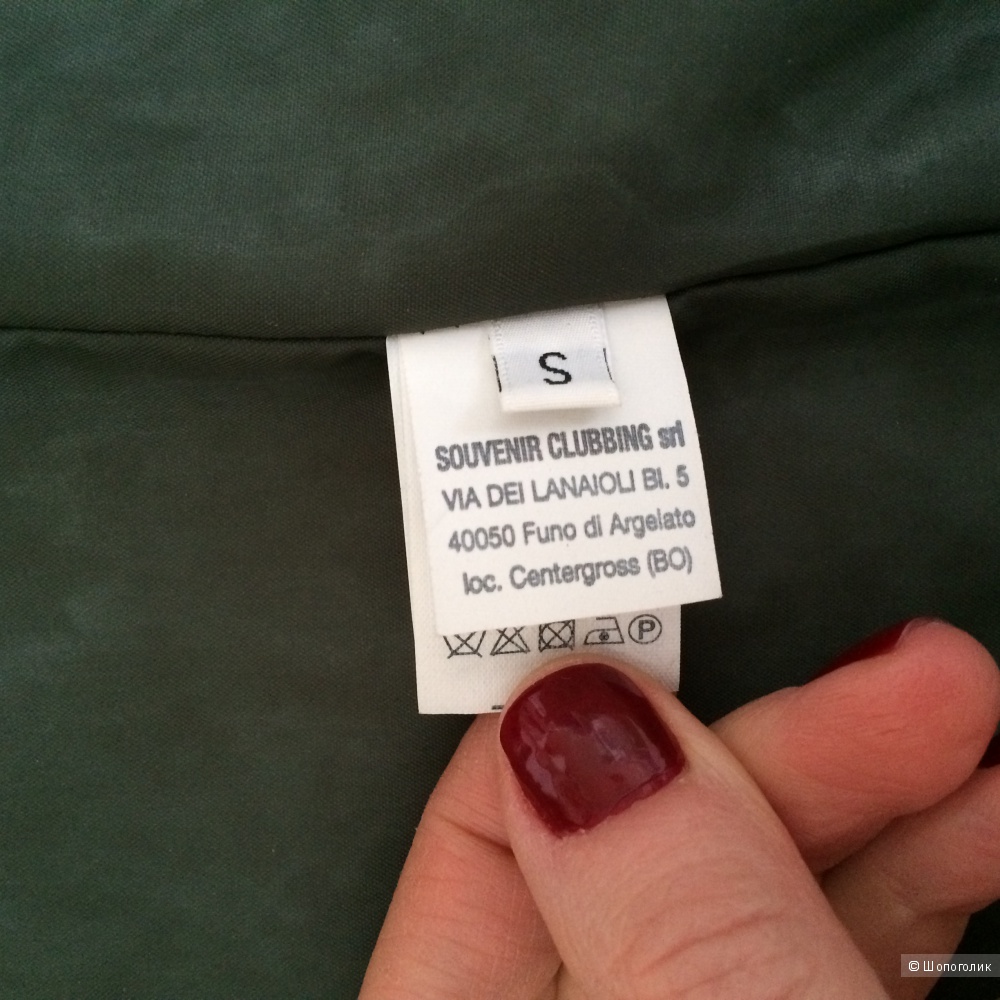 S
SOUVENIR CLUBBING srl
VIA DEI LANAIOLI Bl. 5
40050 Funo di Argelato
loc. Centergross (BO)
P
© Шопоголик